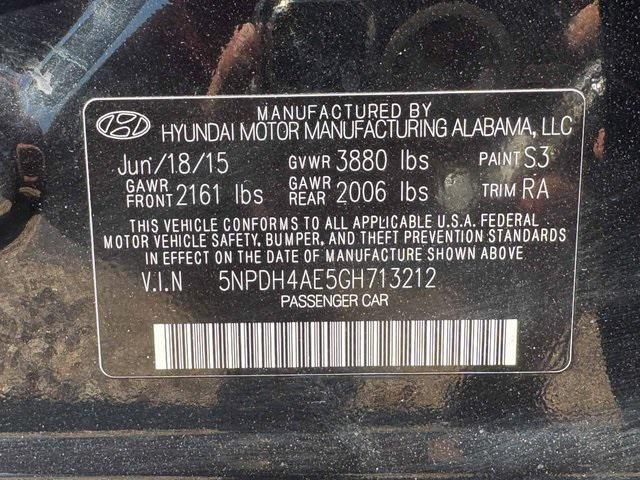 MANUFACTURED BY
HYUNDAI MOTOR MANUFACTURING ALABAMA, LLC
Jun/18/15 GVWR 3880 lbs PAINT S3
GAWR FRONT 2161 lbs GAWR REAR 2006 lbs TRIM RA
THIS VEHICLE CONFORMS TO ALL APPLICABLE U.S.A. FEDERAL
MOTOR VEHICLE SAFETY, BUMPER, AND THEFT PREVENTION STANDARDS
IN EFFECT ON THE DATE OF MANUFACTURE SHOWN ABOVE
V.I.N 5NPDH4AE5GH713212
PASSENGER CAR